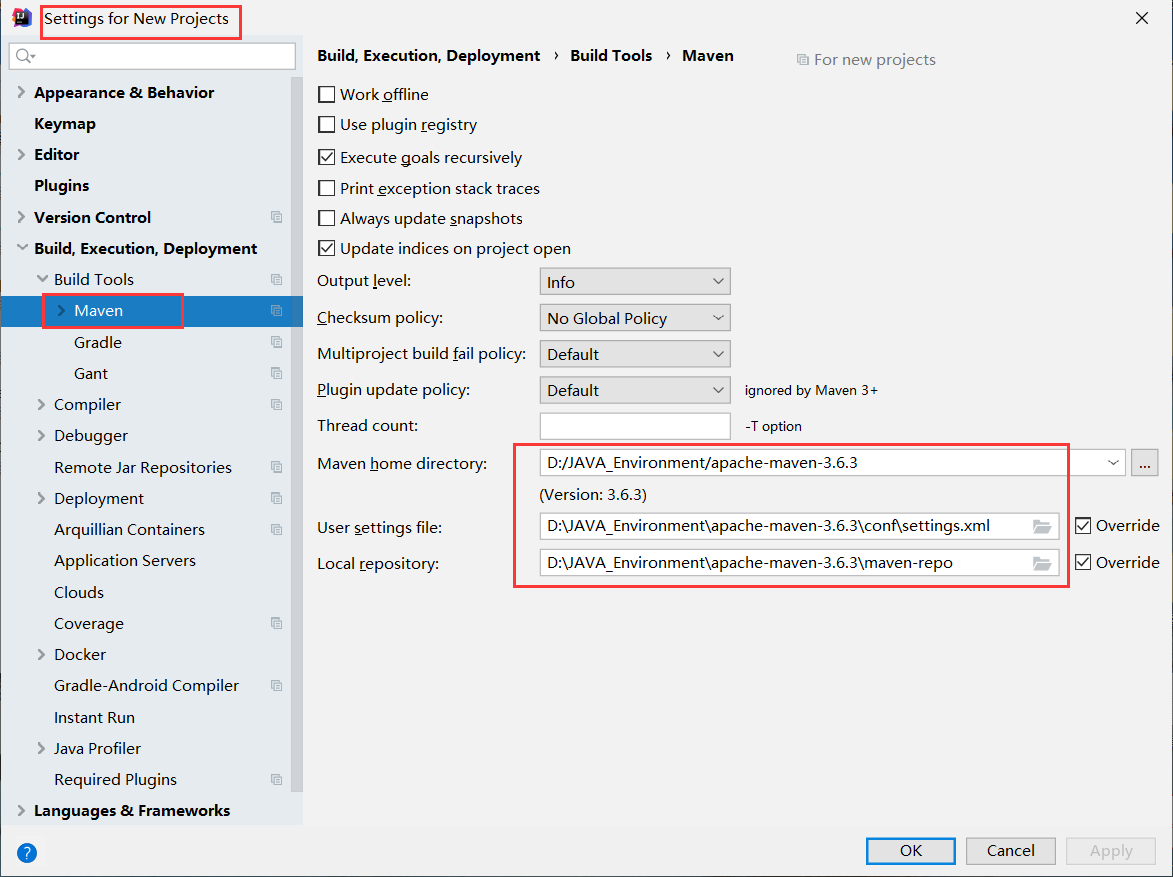 Settings for New Projects
Build, Execution, Deployment › Build Tools › Maven For new projects
Appearance & Behavior
Keymap
Editor
Plugins
Version Control
Build, Execution, Deployment
Build Tools
Maven
Gradle
Gant
Compiler
Debugger
Remote Jar Repositories
Deployment
Arquillian Containers
Application Servers
Clouds
Coverage
Docker
Gradle-Android Compiler
Instant Run
Java Profiler
Required Plugins
Languages & Frameworks
Work offline
Use plugin registry
Execute goals recursively
Print exception stack traces
Always update snapshots
Update indices on project open
Output level: Info
Checksum policy: No Global Policy
Multiproject build fail policy: Default
Plugin update policy: Default ignored by Maven 3+
Thread count: -T option
Maven home directory: D:/JAVA_Environment/apache-maven-3.6.3 ...
(Version: 3.6.3)
User settings file: D:\JAVA_Environment\apache-maven-3.6.3\conf\settings.xml Override
Local repository: D:\JAVA_Environment\apache-maven-3.6.3\maven-repo Override
? OK Cancel Apply